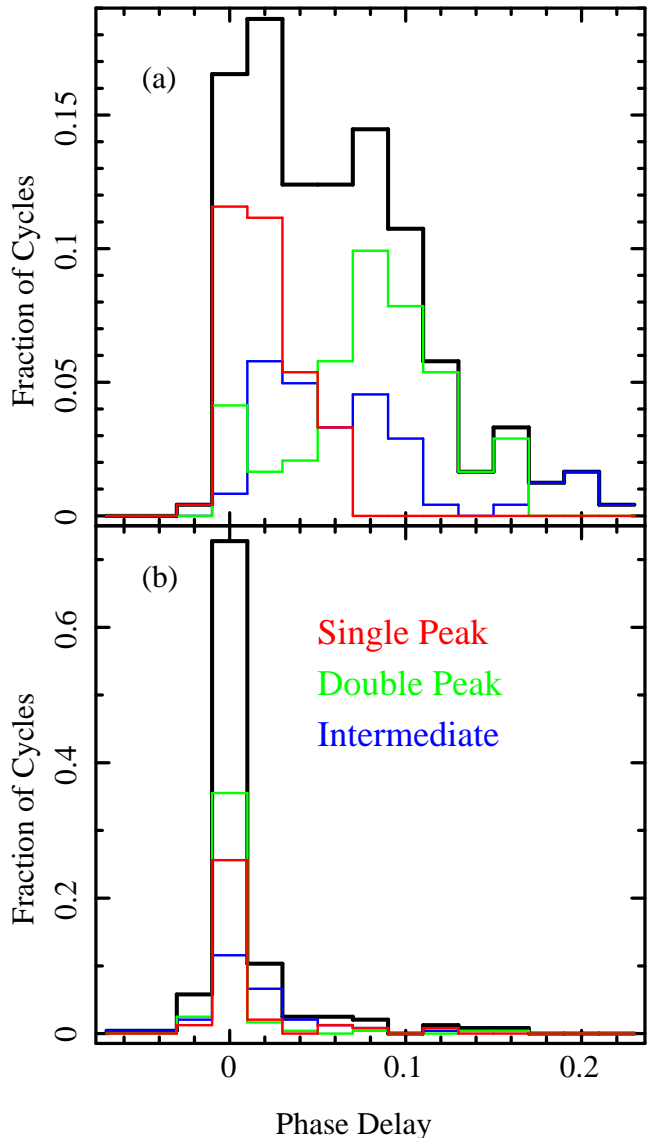 (a)
Fraction of Cycles
0.15
0.1
0.05
0
(b)
Single Peak
Double Peak
Intermediate
Fraction of Cycles
0.6
0.4
0.2
0
0 0.1 0.2
Phase Delay